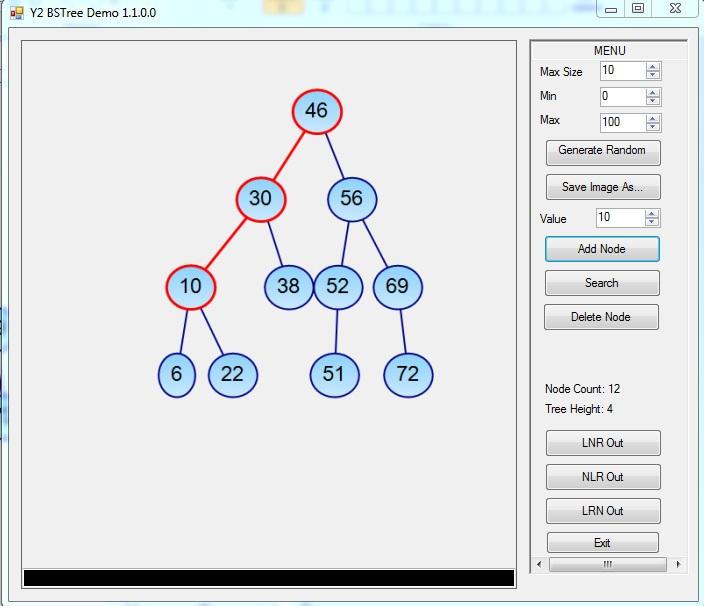 Y2 BSTree Demo 1.1.0.0
46
30
56
10
38
52
69
6
22
51
72
MENU
Max Size 10
Min 0
Max 100
Generate Random
Save Image As...
Value 10
Add Node
Search
Delete Node
Node Count: 12
Tree Height: 4
LNR Out
NLR Out
LRN Out
Exit